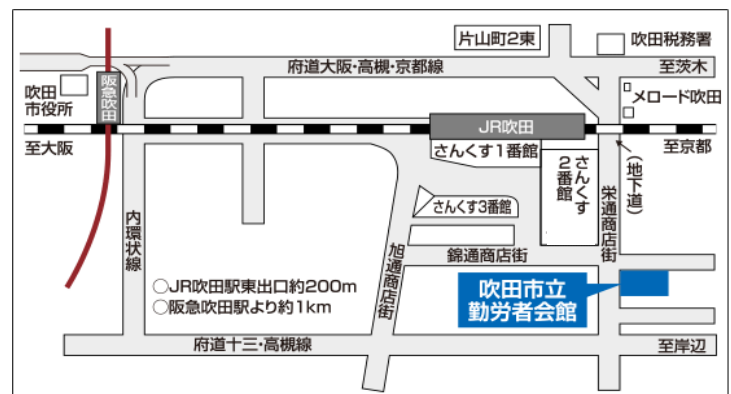 片山町2東
吹田税務署
府道大阪・高槻・京都線
至茨木
吹田
市役所
阪急吹田
メロード吹田
JR吹田
至大阪
至京都
さんくす1番館
さんくす
2番館
(地下道)
さんくす3番館
内環状線
旭通商店街
錦通商店街
栄通商店街
○JR吹田駅東出口約200m
○阪急吹田駅より約1km
吹田市立
勤労者会館
府道十三・高槻線
至岸辺